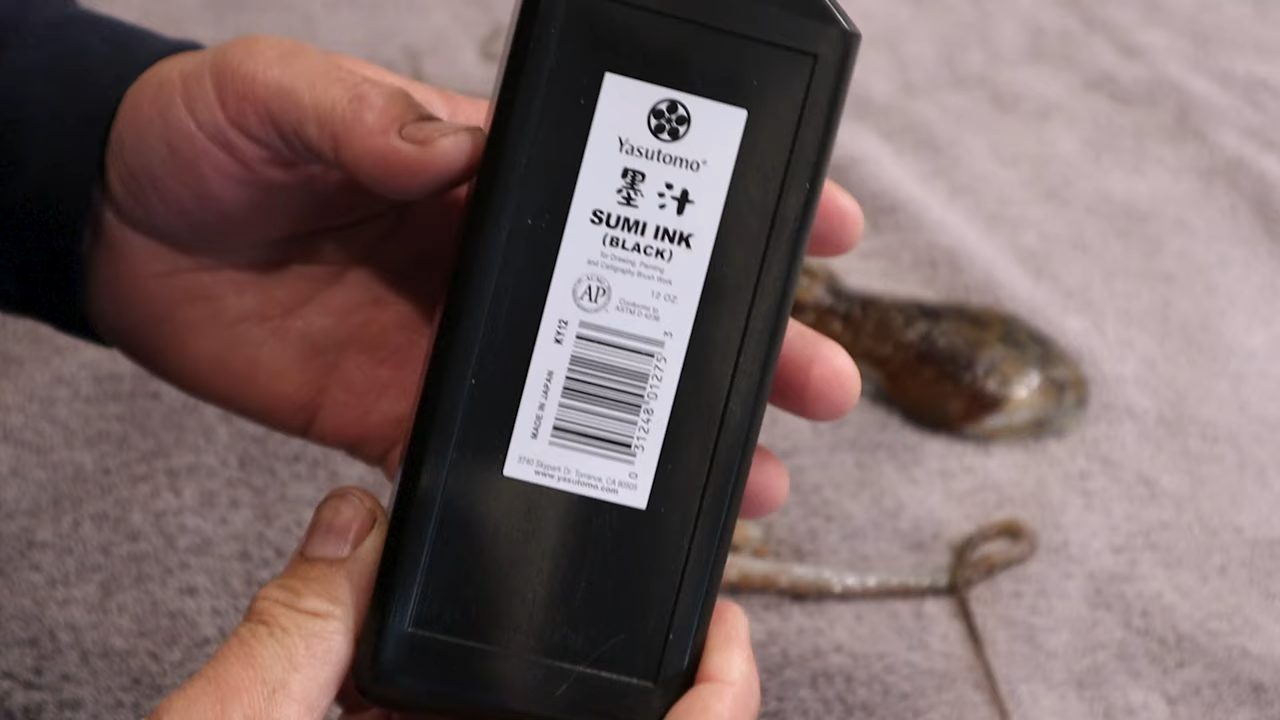 Yasutomo®
墨汁
SUMI INK
(BLACK)
for Drawing, Painting
and Calligraphy Brush Work
12 OZ.
AP
Conforms to
ASTM D 4236
KY12
MADE IN JAPAN
0 31248 01275 3
3740 Skypark Dr. Torrance, CA 90505
www.yasutomo.com